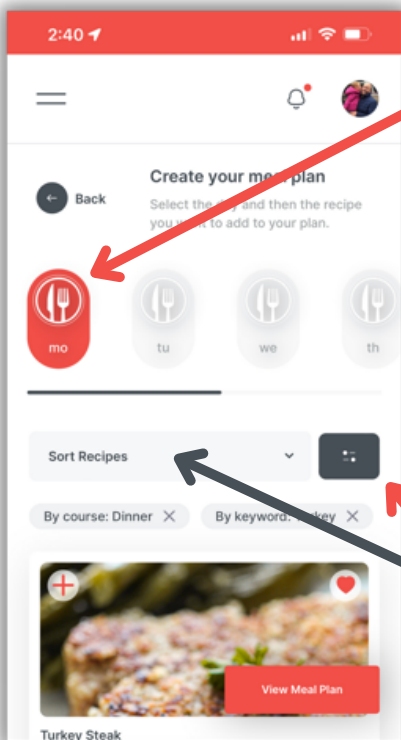 2:40
Create your meal plan
Back
Select the day and then the recipe
you want to add to your plan.
mo
tu
we
th
Sort Recipes
By course: Dinner
By keyword: Turkey
View Meal Plan
Turkey Steak